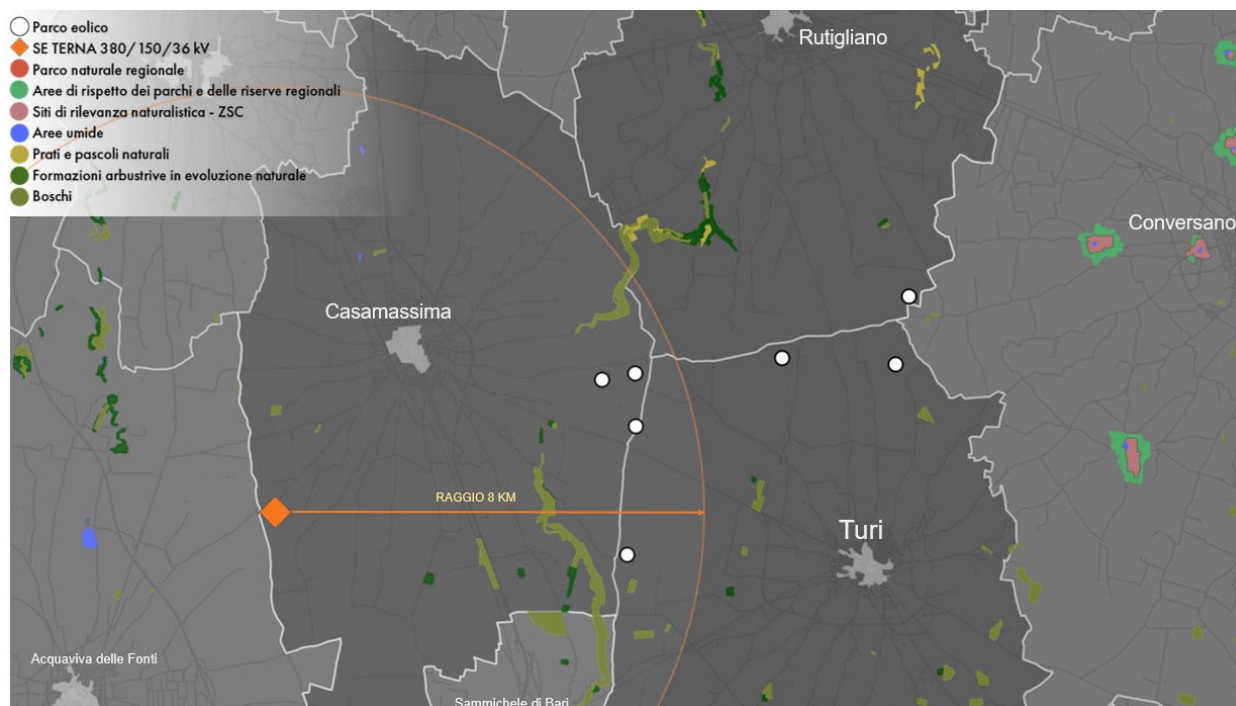 Parco eolico
SE TERNA 380/150/36 kV
Parco naturale regionale
Aree di rispetto dei parchi e delle riserve regionali
Siti di rilevanza naturalistica - ZSC
Aree umide
Prati e pascoli naturali
Formazioni arbustrive in evoluzione naturale
Boschi
Rutigliano
Conversano
Casamassima
RAGGIO 8 KM
Turi
Acquaviva delle Fonti
Sammichele di Bari